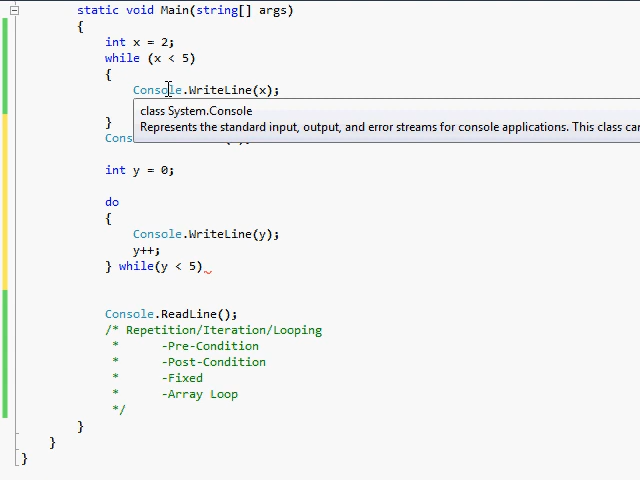 static void Main(string[] args)
{
int x = 2;
while (x < 5)
{
Console.WriteLine(x);
class System.Console
Represents the standard input, output, and error streams for console applications. This class
}
Cons
int y = 0;
do
{
Console.WriteLine(y);
y++;
} while(y < 5)
Console.ReadLine();
/* Repetition/Iteration/Looping
* -Pre-Condition
* -Post-Condition
* -Fixed
* -Array Loop
*/
}
}
}